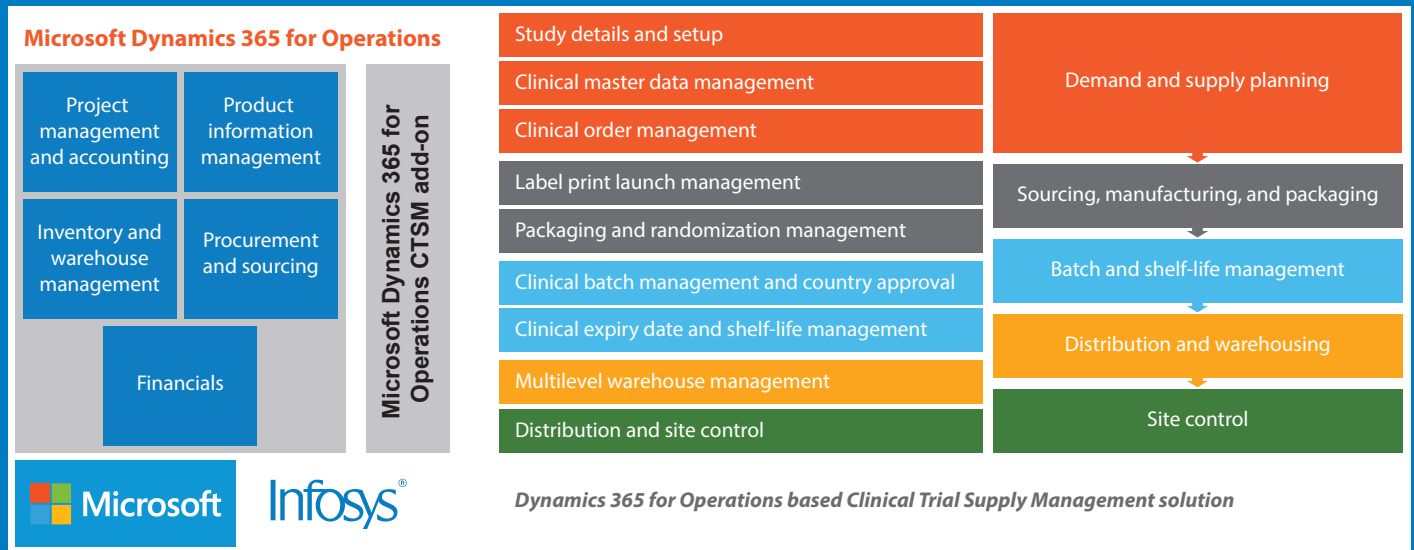 Microsoft Dynamics 365 for Operations
Project
management
and accounting
Product
information
management
Inventory and
warehouse
management
Procurement
and sourcing
Financials
Microsoft Dynamics 365 for
Operations CTSM add-on
Study details and setup
Clinical master data management
Clinical order management
Label print launch management
Packaging and randomization management
Clinical batch management and country approval
Clinical expiry date and shelf-life management
Multilevel warehouse management
Distribution and site control
Demand and supply planning
Sourcing, manufacturing, and packaging
Batch and shelf-life management
Distribution and warehousing
Site control
Microsoft
Infosys®
Dynamics 365 for Operations based Clinical Trial Supply Management solution